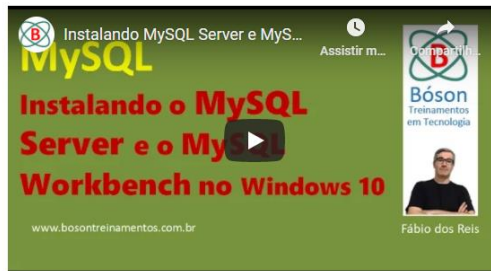 Instalando MySQL Server e MyS...
Assistir m...
Compartilh...
MySQL
Instalando o MySQL
Server e o MySQL
Workbench no Windows 10
B
Bóson
Treinamentos
em Tecnologia
www.bosontreinamentos.com.br
Fábio dos Reis